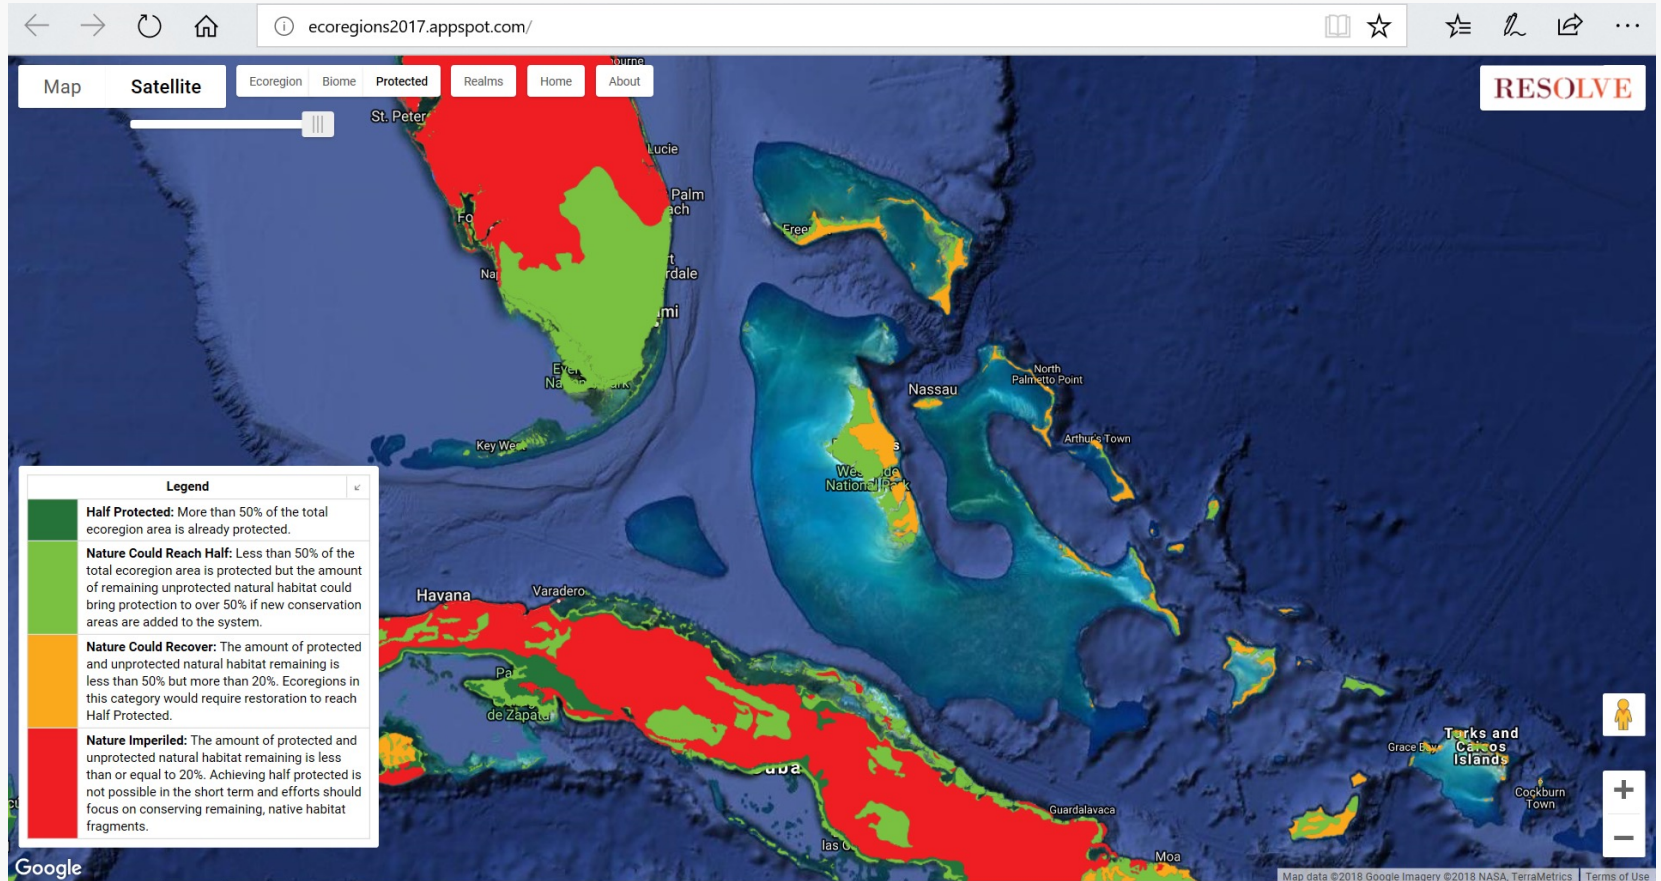 ecoregions2017.appspot.com/
Map
Satellite
Ecoregion
Biome
Protected
Realms
Home
About
RESOLVE
St. Peter
Lucie
Palm
Fo
Na
Free
Key We
Nassau
North
Palmetto Point
Arthur's Town
National Park
Legend
Half Protected: More than 50% of the total
ecoregion area is already protected.
Nature Could Reach Half: Less than 50% of the
total ecoregion area is protected but the amount
of remaining unprotected natural habitat could
bring protection to over 50% if new conservation
areas are added to the system.
Nature Could Recover: The amount of protected
and unprotected natural habitat remaining is
less than 50% but more than 20%. Ecoregions in
this category would require restoration to reach
Half Protected.
Nature Imperiled: The amount of protected and
unprotected natural habitat remaining is less
than or equal to 20%. Achieving half protected is
not possible in the short term and efforts should
focus on conserving remaining, native habitat
fragments.
Havana
Varadero
de Zapata
Turks and
Caicos
Islands
Cockburn
Town
Guardalavaca
Moa
Google
Map data ©2018 Google Imagery ©2018 NASA, TerraMetrics
Terms of Use